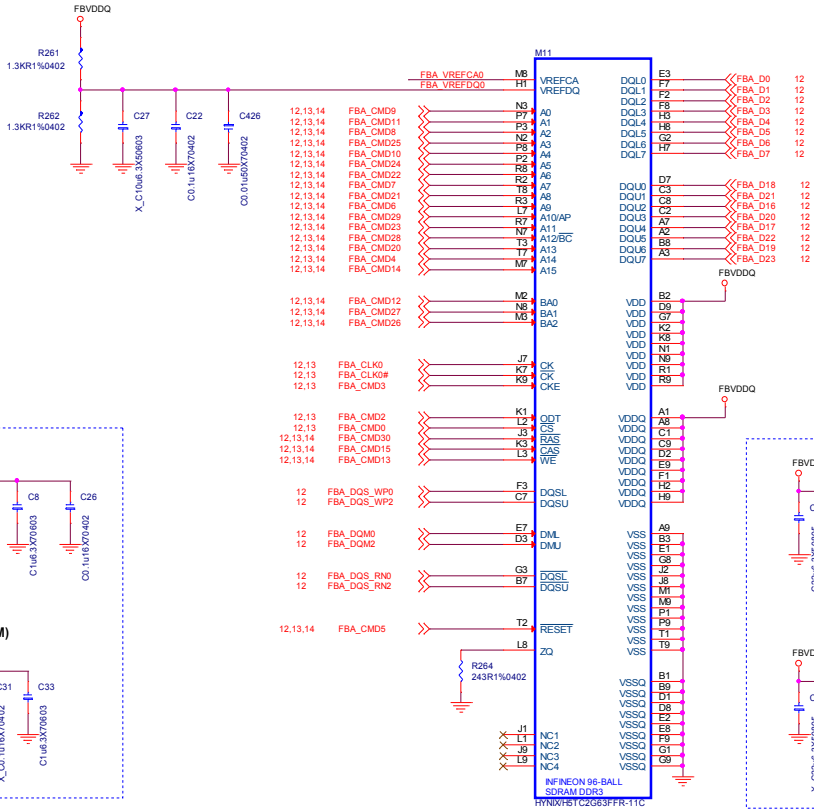 FBVDDQ
R261
1.3KR1%0402
R262
1.3KR1%0402
C27
X_C10u6.3X50603
C22
C0.1u16X70402
C426
C0.01u50X70402
C8
C1u6.3X70603
C26
C0.1u16X70402
M)
C31
X_C0.1u16X70402
C33
C1u6.3X70603
M11
FBA_VREFCA0 M8 VREFCA
FBA_VREFDQ0 H1 VREFDQ
12,13,14 FBA_CMD9 N3 A0
12,13,14 FBA_CMD11 P7 A1
12,13,14 FBA_CMD8 P3 A2
12,13,14 FBA_CMD25 N2 A3
12,13,14 FBA_CMD10 P8 A4
12,13,14 FBA_CMD24 P2 A5
12,13,14 FBA_CMD22 R8 A6
12,13,14 FBA_CMD7 R2 A7
12,13,14 FBA_CMD21 T8 A8
12,13,14 FBA_CMD6 R3 A9
12,13,14 FBA_CMD29 L7 A10/AP
12,13,14 FBA_CMD23 R7 A11
12,13,14 FBA_CMD28 N7 A12/BC
12,13,14 FBA_CMD20 T3 A13
12,13,14 FBA_CMD4 T7 A14
12,13,14 FBA_CMD14 M7 A15
12,13,14 FBA_CMD12 M2 BA0
12,13,14 FBA_CMD27 N8 BA1
12,13,14 FBA_CMD26 M3 BA2
12,13 FBA_CLK0 J7 CK
12,13 FBA_CLK0# K7 CK
12,13 FBA_CMD3 K9 CKE
12,13 FBA_CMD2 K1 ODT
12,13 FBA_CMD0 L2 CS
12,13,14 FBA_CMD30 J3 RAS
12,13,14 FBA_CMD15 K3 CAS
12,13,14 FBA_CMD13 L3 WE
12 FBA_DQS_WP0 F3 DQSL
12 FBA_DQS_WP2 C7 DQSU
12 FBA_DQM0 E7 DML
12 FBA_DQM2 D3 DMU
12 FBA_DQS_RN0 G3 DQSL
12 FBA_DQS_RN2 B7 DQSU
12,13,14 FBA_CMD5 T2 RESET
L8 ZQ
R264
243R1%0402
J1 NC1
L1 NC2
J9 NC3
L9 NC4
DQL0 E3 FBA_D0 12
DQL1 F7 FBA_D1 12
DQL2 F2 FBA_D2 12
DQL3 F8 FBA_D3 12
DQL4 H3 FBA_D4 12
DQL5 H8 FBA_D5 12
DQL6 G2 FBA_D6 12
DQL7 H7 FBA_D7 12
DQU0 D7 FBA_D18 12
DQU1 C3 FBA_D21 12
DQU2 C8 FBA_D16 12
DQU3 C2 FBA_D20 12
DQU4 A7 FBA_D17 12
DQU5 A2 FBA_D22 12
DQU6 B8 FBA_D19 12
DQU7 A3 FBA_D23 12
FBVDDQ
VDD B2
VDD D9
VDD G7
VDD K2
VDD K8
VDD N1
VDD N9
VDD R1
VDD R9
FBVDDQ
VDDQ A1
VDDQ A8
VDDQ C1
VDDQ C9
VDDQ D2
VDDQ E9
VDDQ F1
VDDQ H2
VDDQ H9
VSS A9
VSS B3
VSS E1
VSS G8
VSS J2
VSS J8
VSS M1
VSS M9
VSS P1
VSS P9
VSS T1
VSS T9
VSSQ B1
VSSQ B9
VSSQ D1
VSSQ D8
VSSQ E2
VSSQ E8
VSSQ F9
VSSQ G1
VSSQ G9
INFINEON 96-BALL
SDRAM DDR3
HYNIX/H5TC2G63FFR-11C
FBVD
C
FBVD
C